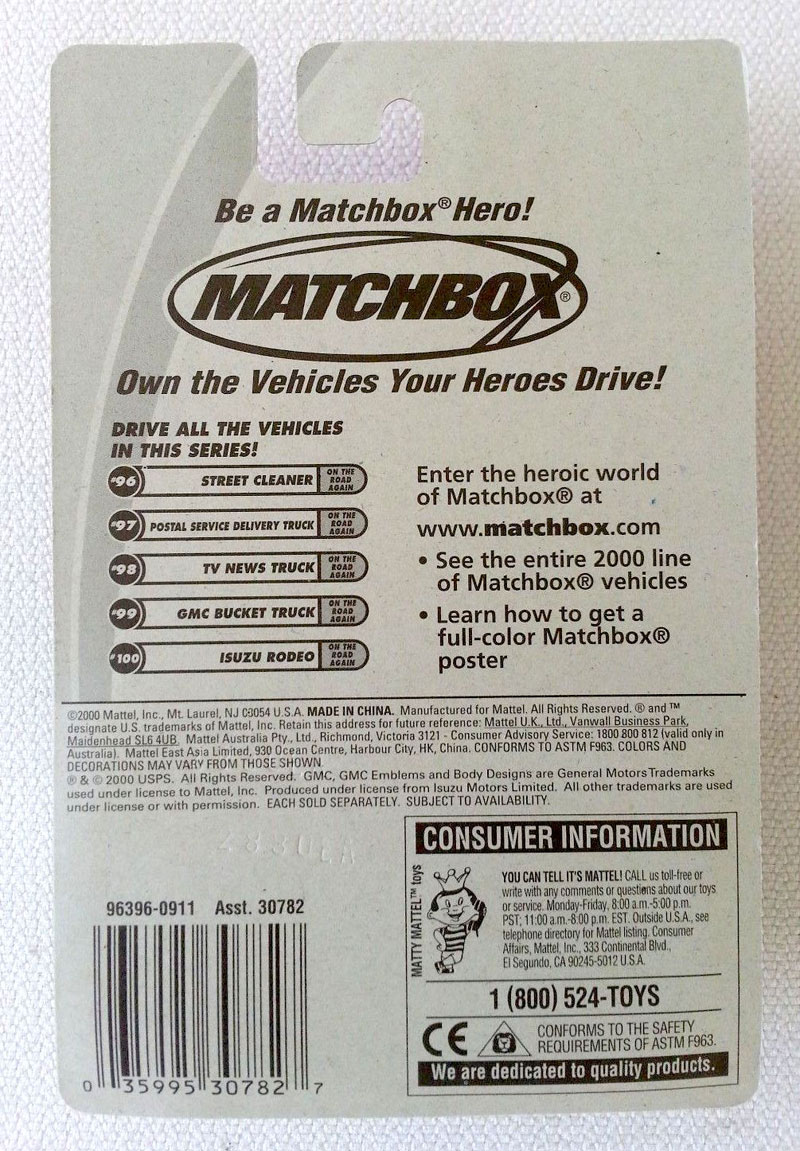 Be a Matchbox® Hero!
MATCHBOX®
Own the Vehicles Your Heroes Drive!
DRIVE ALL THE VEHICLES
IN THIS SERIES!
#96 STREET CLEANER ON THE ROAD AGAIN
#97 POSTAL SERVICE DELIVERY TRUCK ON THE ROAD AGAIN
#98 TV NEWS TRUCK ON THE ROAD AGAIN
#99 GMC BUCKET TRUCK ON THE ROAD AGAIN
#100 ISUZU RODEO ON THE ROAD AGAIN
Enter the heroic world
of Matchbox® at
www.matchbox.com
• See the entire 2000 line
of Matchbox® vehicles
• Learn how to get a
full-color Matchbox®
poster
©2000 Mattel, Inc., Mt. Laurel, NJ 08054 U.S.A. MADE IN CHINA. Manufactured for Mattel. All Rights Reserved. ® and ™
designate U.S. trademarks of Mattel, Inc. Retain this address for future reference: Mattel U.K., Ltd., Vanwall Business Park,
Maidenhead SL6 4UB. Mattel Australia Pty., Ltd., Richmond, Victoria 3121 - Consumer Advisory Service: 1800 800 812 (valid only in
Australia). Mattel East Asia Limited, 930 Ocean Centre, Harbour City, HK, China. CONFORMS TO ASTM F963. COLORS AND
DECORATIONS MAY VARY FROM THOSE SHOWN.
® & © 2000 USPS. All Rights Reserved. GMC, GMC Emblems and Body Designs are General Motors Trademarks
used under license to Mattel, Inc. Produced under license from Isuzu Motors Limited. All other trademarks are used
under license or with permission. EACH SOLD SEPARATELY. SUBJECT TO AVAILABILITY.
96396-0911 Asst. 30782
0 35995 30782 7
CONSUMER INFORMATION
MATTY MATTEL™ toys
YOU CAN TELL IT'S MATTEL! CALL us toll-free or
write with any comments or questions about our toys
or service. Monday-Friday, 8:00 a.m.-5:00 p.m.
PST; 11:00 a.m.-8:00 p.m. EST. Outside U.S.A., see
telephone directory for Mattel listing. Consumer
Affairs, Mattel, Inc., 333 Continental Blvd.,
El Segundo, CA 90245-5012 U.S.A.
1 (800) 524-TOYS
CE
CONFORMS TO THE SAFETY
REQUIREMENTS OF ASTM F963.
We are dedicated to quality products.